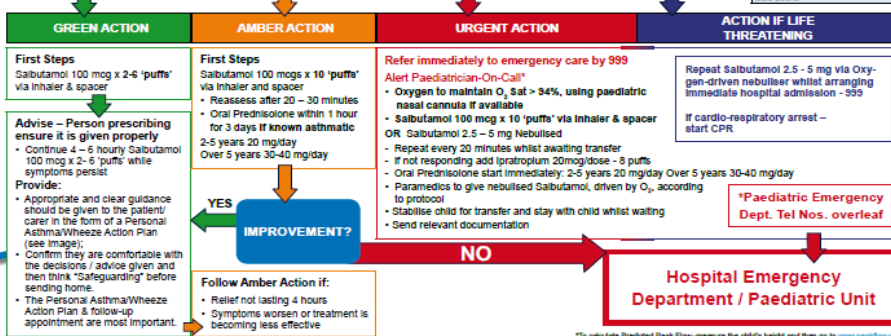 GREEN ACTION
First Steps
Salbutamol 100 mcg x 2-6 'puffs'
via Inhaler & spacer
Advise – Person prescribing
ensure it is given properly
• Continue 4 – 6 hourly Salbutamol
100 mcg x 2- 6 'puffs' while
symptoms persist
Provide:
• Appropriate and clear guidance
should be given to the patient/
carer in the form of a Personal
Asthma/Wheeze Action Plan
(see Image);
• Confirm they are comfortable with
the decisions / advice given and
then think "Safeguarding" before
sending home.
• The Personal Asthma/Wheeze
Action Plan & follow-up
appointment are most important.
AMBER ACTION
First Steps
Salbutamol 100 mcgs x 10 'puffs'
via Inhaler and spacer
• Reassess after 20 – 30 minutes
• Oral Prednisolone within 1 hour
for 3 days if known asthmatic
2-5 years 20 mg/day
Over 5 years 30-40 mg/day
YES
IMPROVEMENT?
NO
Follow Amber Action if:
• Relief not lasting 4 hours
• Symptoms worsen or treatment is
becoming less effective
URGENT ACTION
Refer immediately to emergency care by 999
Alert Paediatrician-On-Call*
• Oxygen to maintain O2 Sat > 94%, using paediatric
nasal cannula if available
• Salbutamol 100 mcg x 10 'puffs' via Inhaler & spacer
OR Salbutamol 2.5 – 5 mg Nebulised
- Repeat every 20 minutes whilst awaiting transfer
- If not responding add Ipratropium 20mcg/dose - 8 puffs
- Oral Prednisolone start immediately: 2-5 years 20 mg/day Over 5 years 30-40 mg/day
• Paramedics to give nebulised Salbutamol, driven by O2, according
to protocol
• Stabilise child for transfer and stay with child whilst waiting
• Send relevant documentation
ACTION IF LIFE
THREATENING
Repeat Salbutamol 2.5 - 5 mg via Oxy-
gen-driven nebuliser whilst arranging
immediate hospital admission - 999
If cardio-respiratory arrest –
start CPR
*Paediatric Emergency
Dept. Tel Nos. overleaf
Hospital Emergency
Department / Paediatric Unit